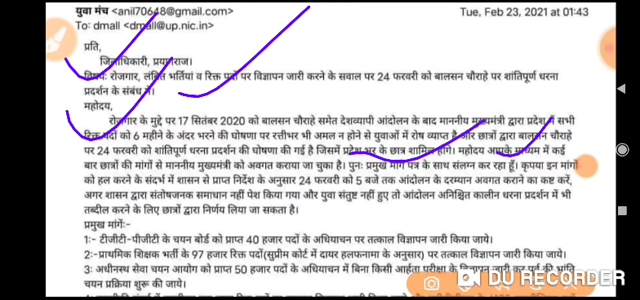 युवा मंच <anil70648@gmail.com> Tue, Feb 23, 2021 at 01:43
To: dmall <dmall@up.nic.in>
प्रति,
जिलाधिकारी, प्रयागराज।
विषय: रोजगार, लंबित भर्तियां व रिक्त पदों पर विज्ञापन जारी करने के सवाल पर 24 फरवरी को बालसन चौराहे पर शांतिपूर्ण धरना
प्रदर्शन के संबंध में।
महोदय,
रोजगार के मुद्दे पर 17 सितंबर 2020 को बालसन चौराहे समेत देशव्यापी आंदोलन के बाद माननीय मुख्यमंत्री द्वारा प्रदेश में सभी
रिक्त पदों को 6 महीने के अंदर भरने की घोषणा पर रत्तीभर भी अमल न होने से युवाओं में रोष व्याप्त है और छात्रों द्वारा बालसन चौराहे
पर 24 फरवरी को शांतिपूर्ण धरना प्रदर्शन की घोषणा की गई है जिसमें प्रदेश भर के छात्र शामिल होंगे। महोदय आपके माध्यम में कई
बार छात्रों की मांगों से माननीय मुख्यमंत्री को अवगत कराया जा चुका है। पुनः प्रमुख मांग पत्र के साथ संलग्न कर रहा हूँ। कृपया इन मांगों
को हल करने के संदर्भ में शासन से प्राप्त निर्देश के अनुसार 24 फरवरी को 5 बजे तक आंदोलन के दरम्यान अवगत कराने का कष्ट करें,
अगर शासन द्वारा संतोषजनक समाधान नहीं पेश किया गया और युवा संतुष्ट नहीं हुए तो आंदोलन अनिश्चित कालीन धरना प्रदर्शन में भी
तब्दील करने के लिए छात्रों द्वारा निर्णय लिया जा सकता है।
प्रमुख मांगें:-
1:- टीजीटी-पीजीटी के चयन बोर्ड को प्राप्त 40 हजार पदों के अधियाचन पर तत्काल विज्ञापन जारी किया जाये।
2:-प्राथमिक शिक्षक भर्ती के 97 हजार रिक्त पदों(सुप्रीम कोर्ट में दायर हलफनामा के अनुसार) पर विज्ञापन जारी किया जाये।
3:- अधीनस्थ सेवा चयन आयोग को प्राप्त 50 हजार पदों के अधियाचन में बिना किसी अर्हता परीक्षा के विज्ञापन जारी कर पूर्व की भांति
चयन प्रक्रिया शुरू की जाये।
DU RECORDER